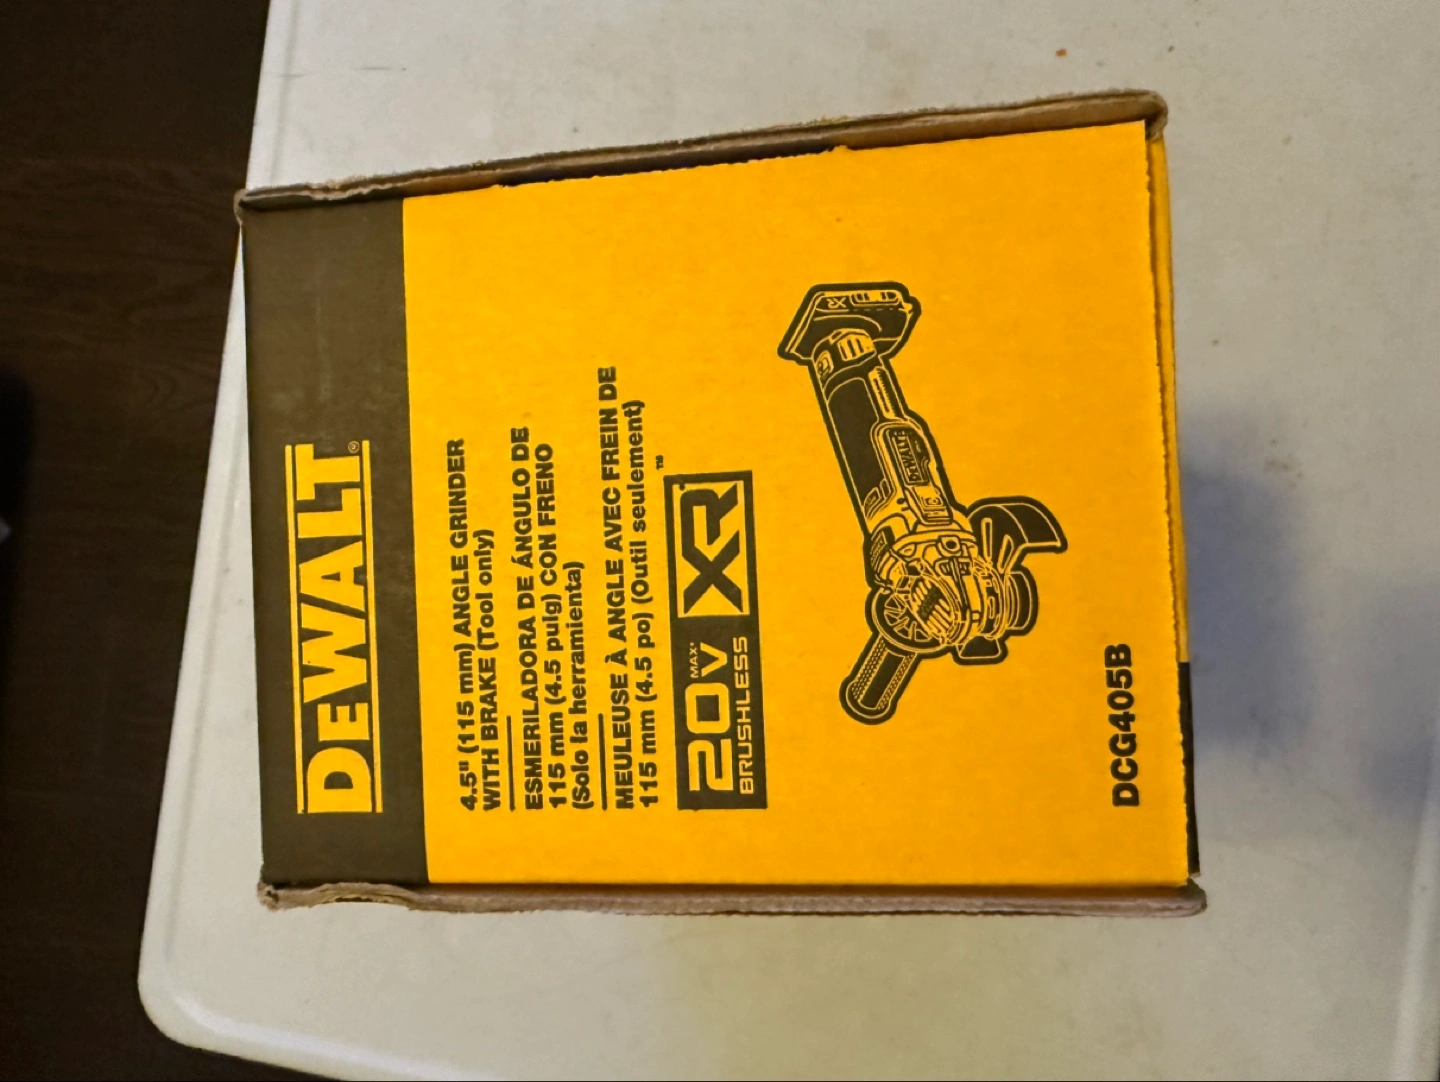 DEWALT®
4.5" (115 mm) ANGLE GRINDER
WITH BRAKE (Tool only)
ESMERILADORA DE ÁNGULO DE
115 mm (4.5 pulg) CON FRENO
(Solo la herramienta)
MEULEUSE À ANGLE AVEC FREIN DE
115 mm (4.5 po) (Outil seulement)
20V MAX* XR™
BRUSHLESS
XR
DEWALT
DCG405B